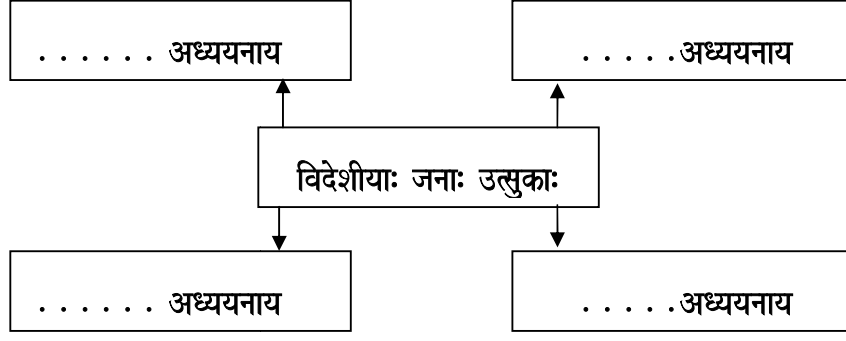 . . . . . . अध्ययनाय
. . . . .अध्ययनाय
विदेशीयाः जनाः उत्सुकाः
. . . . . . अध्ययनाय
. . . . .अध्ययनाय